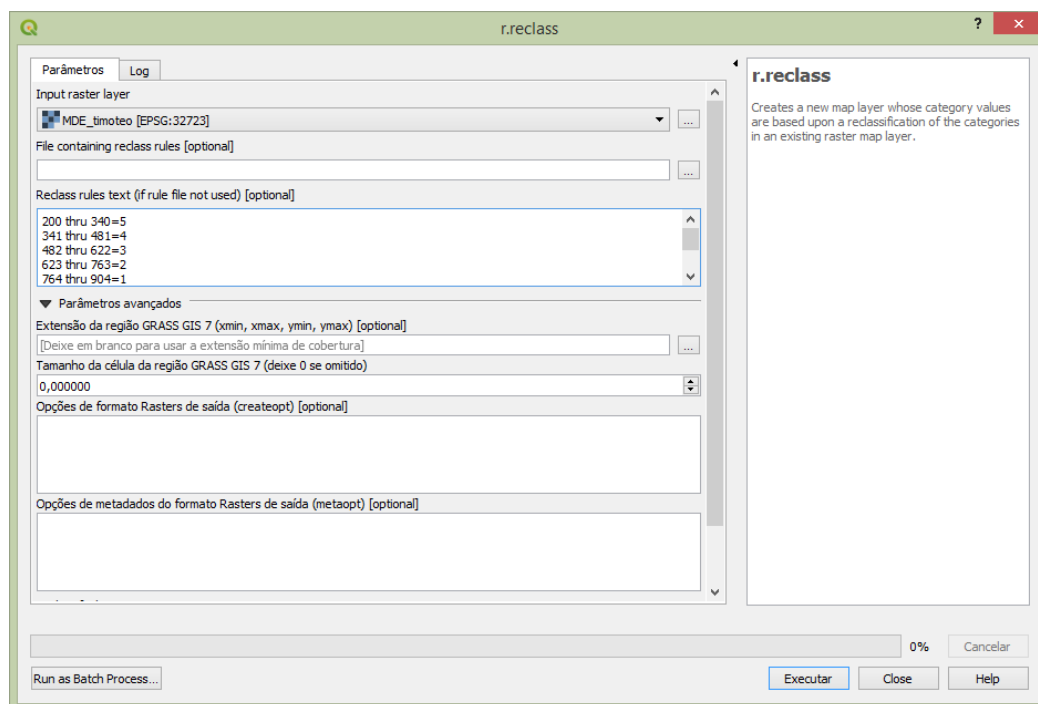 r.reclass
?
×
Parâmetros
Log
Input raster layer
MDE_timoteo [EPSG:32723]
...
File containing reclass rules [optional]
...
Reclass rules text (if rule file not used) [optional]
200 thru 340=5
341 thru 481=4
482 thru 622=3
623 thru 763=2
764 thru 904=1
Parâmetros avançados
Extensão da região GRASS GIS 7 (xmin, xmax, ymin, ymax) [optional]
[Deixe em branco para usar a extensão mínima de cobertura]
...
Tamanho da célula da região GRASS GIS 7 (deixe 0 se omitido)
0,000000
Opções de formato Rasters de saída (createopt) [optional]
Opções de metadados do formato Rasters de saída (metaopt) [optional]
r.reclass
Creates a new map layer whose category values
are based upon a reclassification of the categories
in an existing raster map layer.
0%
Cancelar
Run as Batch Process...
Executar
Close
Help